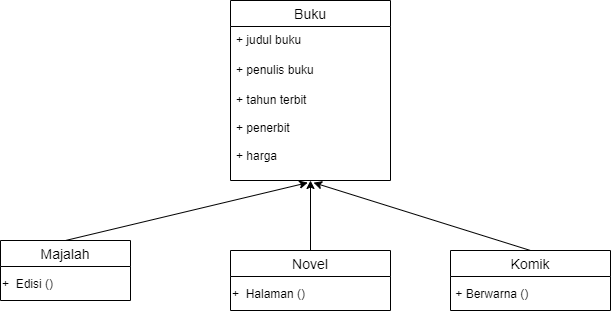 Buku
+ judul buku
+ penulis buku
+ tahun terbit
+ penerbit
+ harga
Majalah
+ Edisi ()
Novel
+ Halaman ()
Komik
+ Berwarna ()